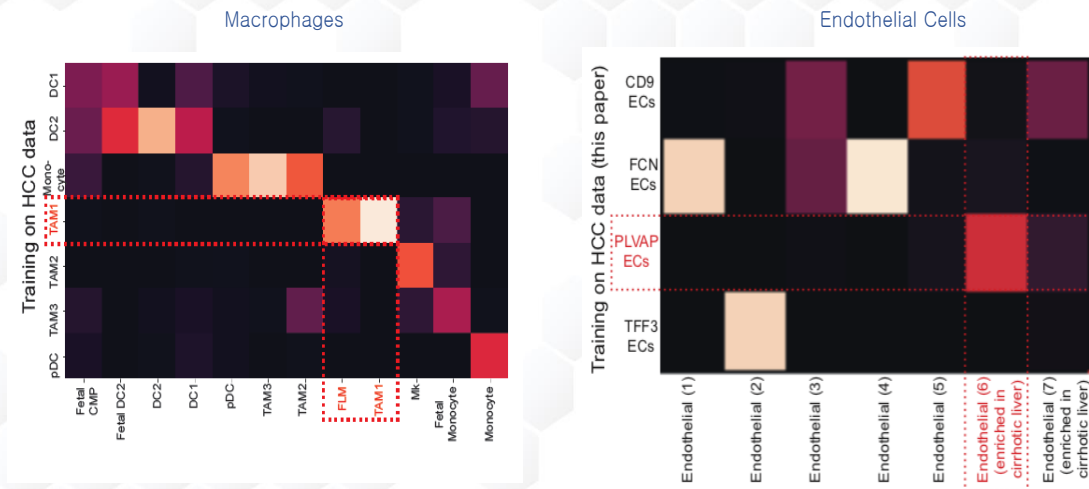 Macrophages
Training on HCC data
DC1
DC2
Mono-
cyte
TAM1
TAM2
TAM3
pDC
Fetal
CMP
Fetal DC2
DC2
DC1
pDC
TAM3
TAM2
FLM
TAM1
Mk
Fetal
Monocyte
Monocyte
Endothelial Cells
Training on HCC data (this paper)
CD9
ECs
FCN
ECs
PLVAP
ECs
TFF3
ECs
Endothelial (1)
Endothelial (2)
Endothelial (3)
Endothelial (4)
Endothelial (5)
Endothelial (6)
(enriched in
cirrhotic liver)
Endothelial (7)
(enriched in
cirrhotic liver)